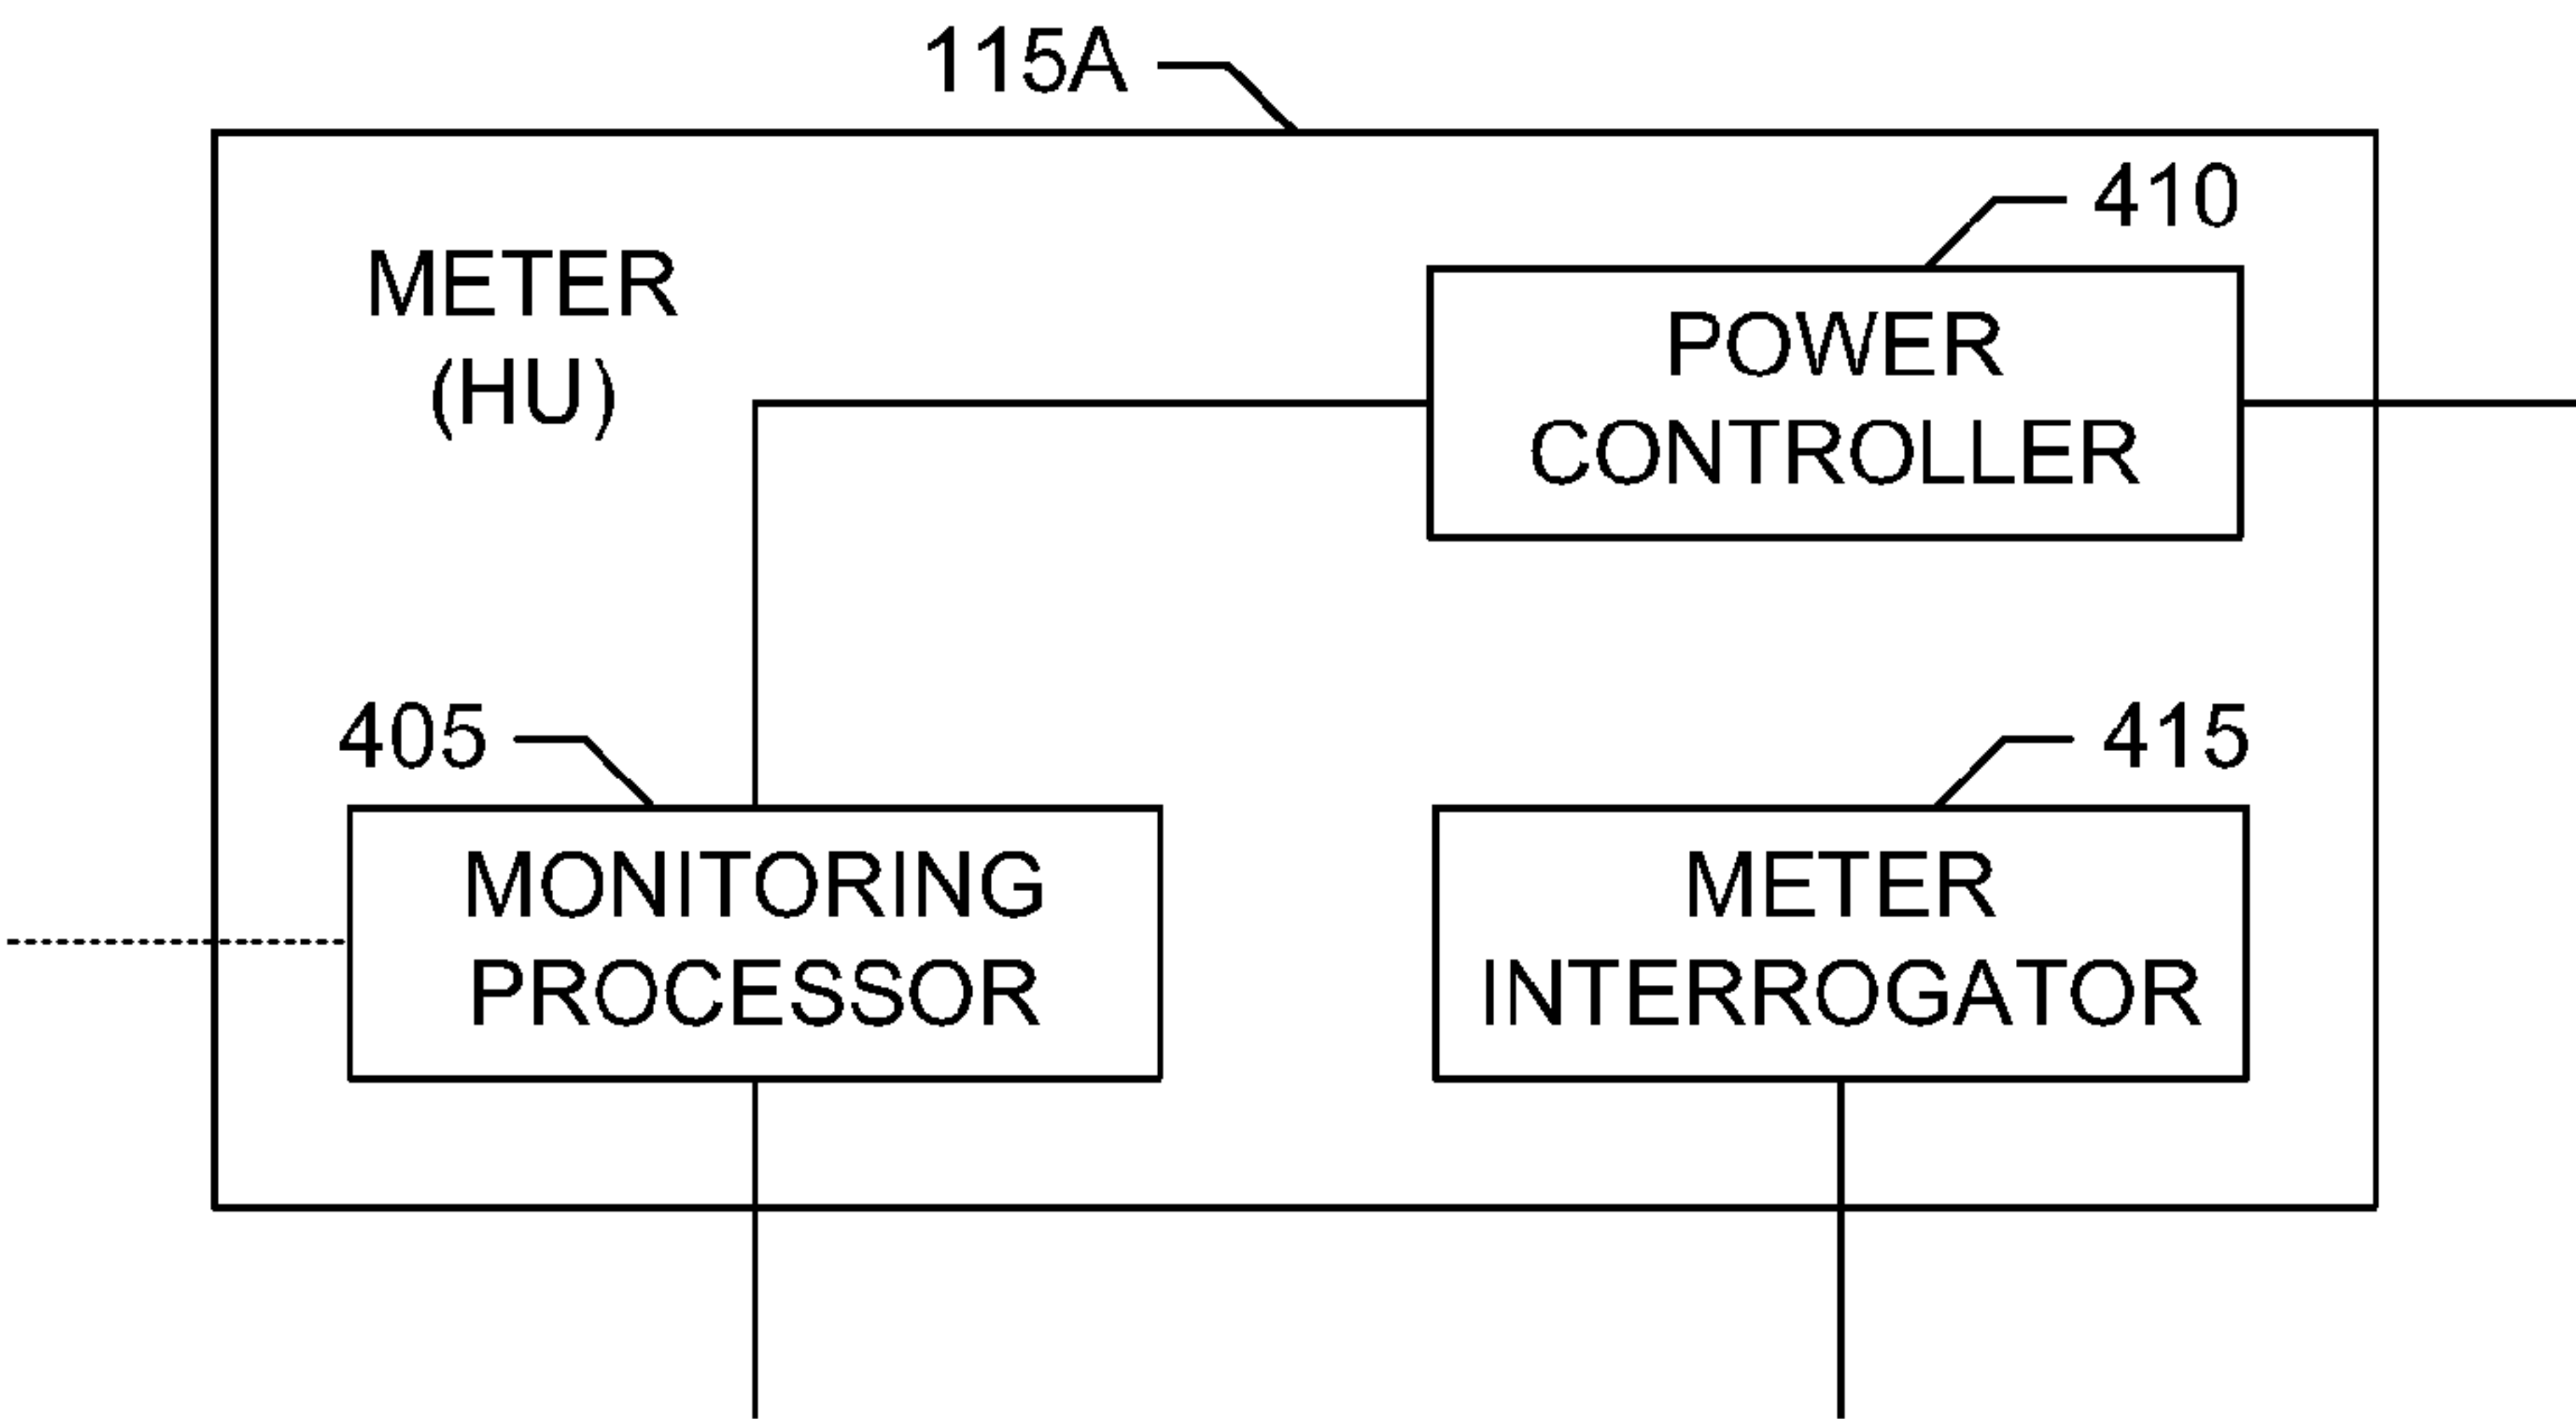 115A
METER
(HU)
410
POWER
CONTROLLER
405
MONITORING
PROCESSOR
415
METER
INTERROGATOR